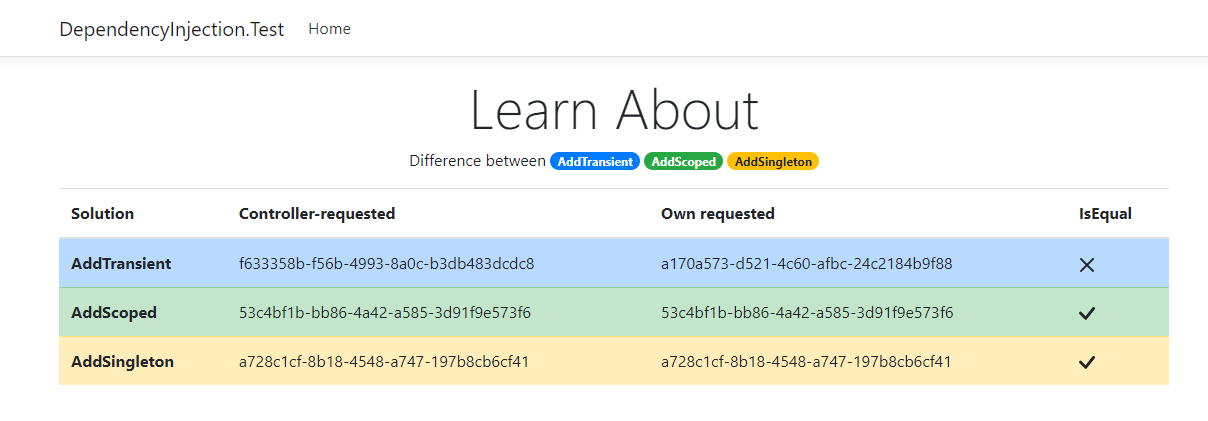 DependencyInjection.Test Home
Learn About
Difference between AddTransient AddScoped AddSingleton
Solution Controller-requested Own requested IsEqual
AddTransient f633358b-f56b-4993-8a0c-b3db483dcdc8 a170a573-d521-4c60-afbc-24c2184b9f88
AddScoped 53c4bf1b-bb86-4a42-a585-3d91f9e573f6 53c4bf1b-bb86-4a42-a585-3d91f9e573f6
AddSingleton a728c1cf-8b18-4548-a747-197b8cb6cf41 a728c1cf-8b18-4548-a747-197b8cb6cf41